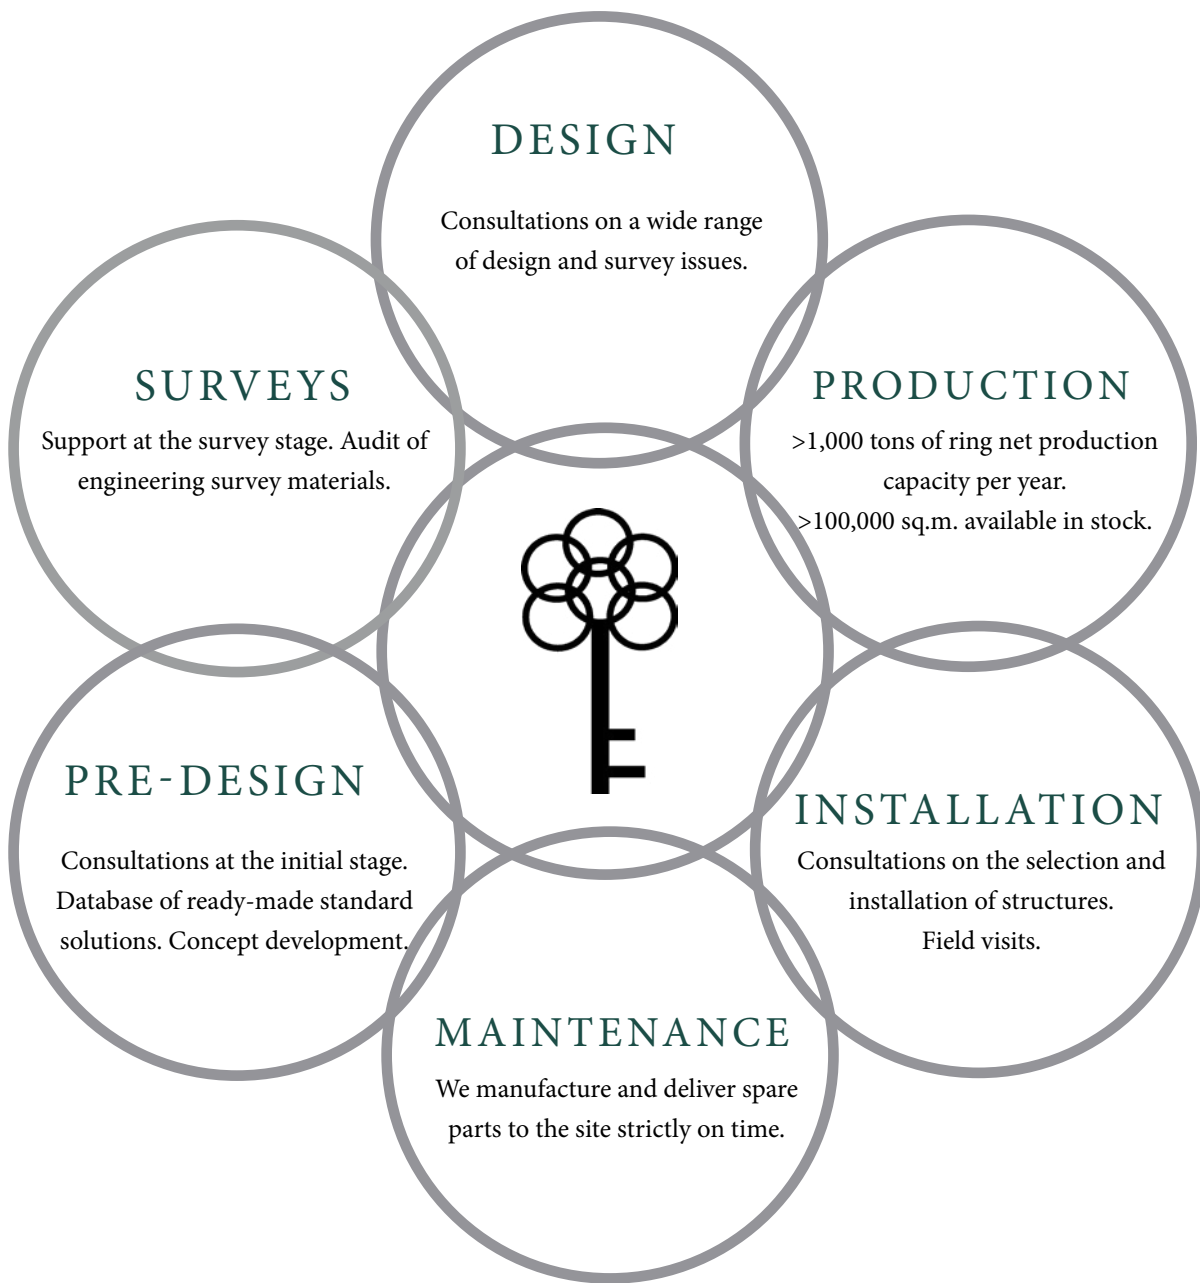 DESIGN
Consultations on a wide range
of design and survey issues.
SURVEYS
Support at the survey stage. Audit of
engineering survey materials.
PRODUCTION
>1,000 tons of ring net production
capacity per year.
>100,000 sq.m. available in stock.
PRE-DESIGN
Consultations at the initial stage.
Database of ready-made standard
solutions. Concept development.
INSTALLATION
Consultations on the selection and
installation of structures.
Field visits.
MAINTENANCE
We manufacture and deliver spare
parts to the site strictly on time.